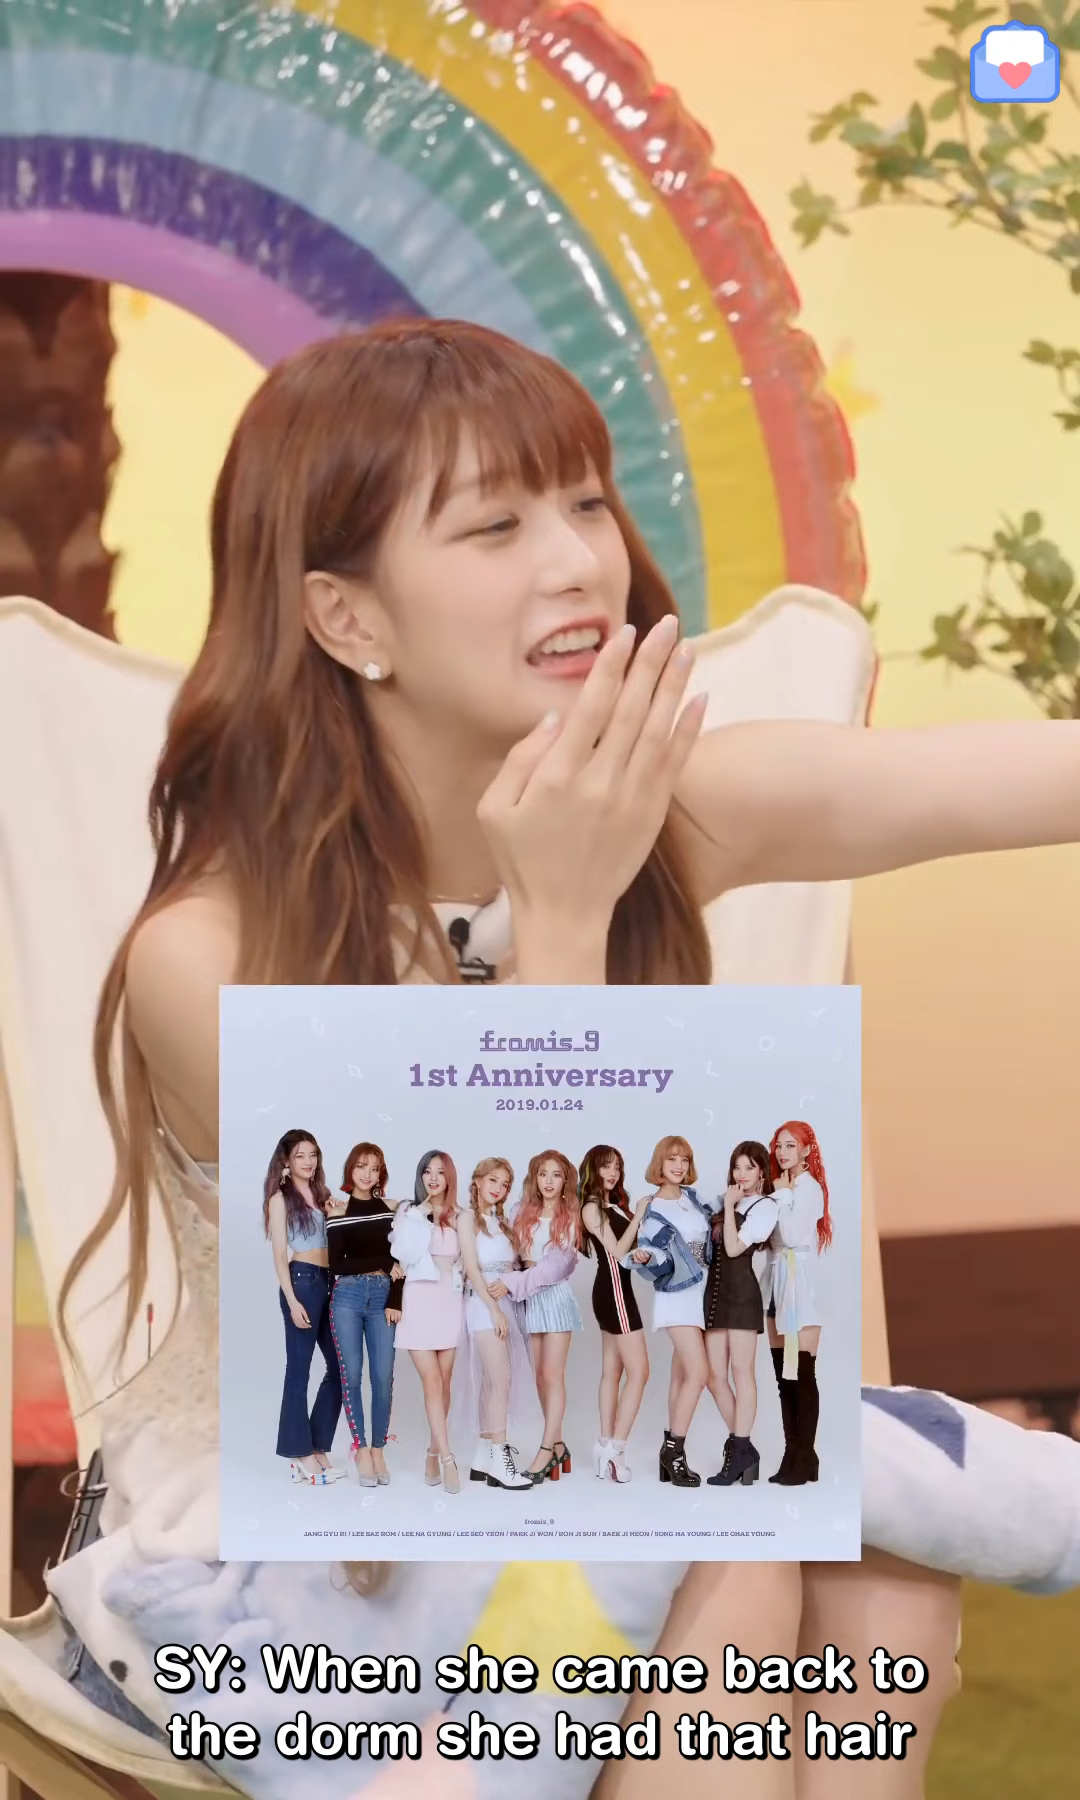 fromis_9
1st Anniversary
2019.01.24
fromis_9
JANG GYU RI / LEE SAE ROM / LEE NA GYUNG / LEE SEO YEON / PARK JI WON / ROH JI SUN / BAEK JI HEON / SONG HA YOUNG / LEE CHAE YOUNG
SY: When she came back to
the dorm she had that hair